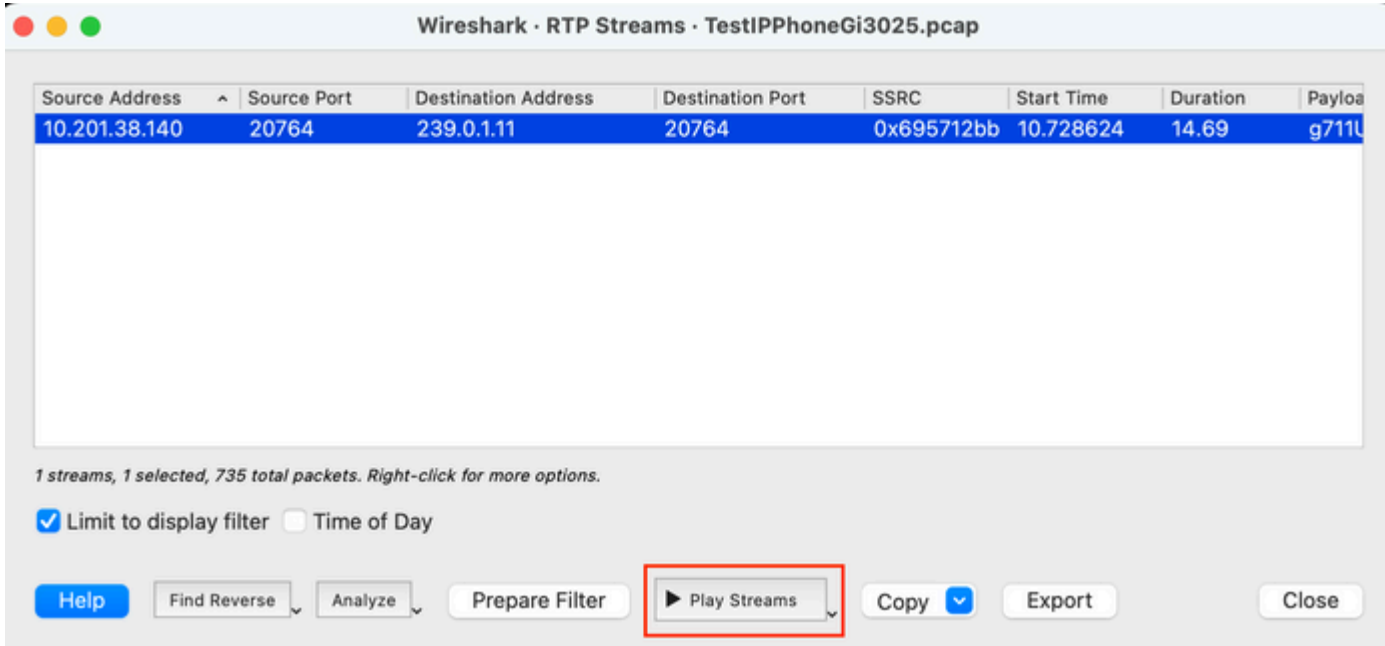 Wireshark · RTP Streams · TestIPPhoneGi3025.pcap
Source Address Source Port Destination Address Destination Port SSRC Start Time Duration Payloa
10.201.38.140 20764 239.0.1.11 20764 0x695712bb 10.728624 14.69 g711U
1 streams, 1 selected, 735 total packets. Right-click for more options.
Limit to display filter Time of Day
Help Find Reverse Analyze Prepare Filter Play Streams Copy Export Close